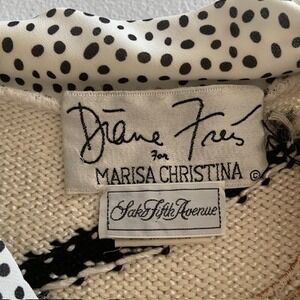 Diane Freis
For
MARISA CHRISTINA ©
Saks Fifth Avenue